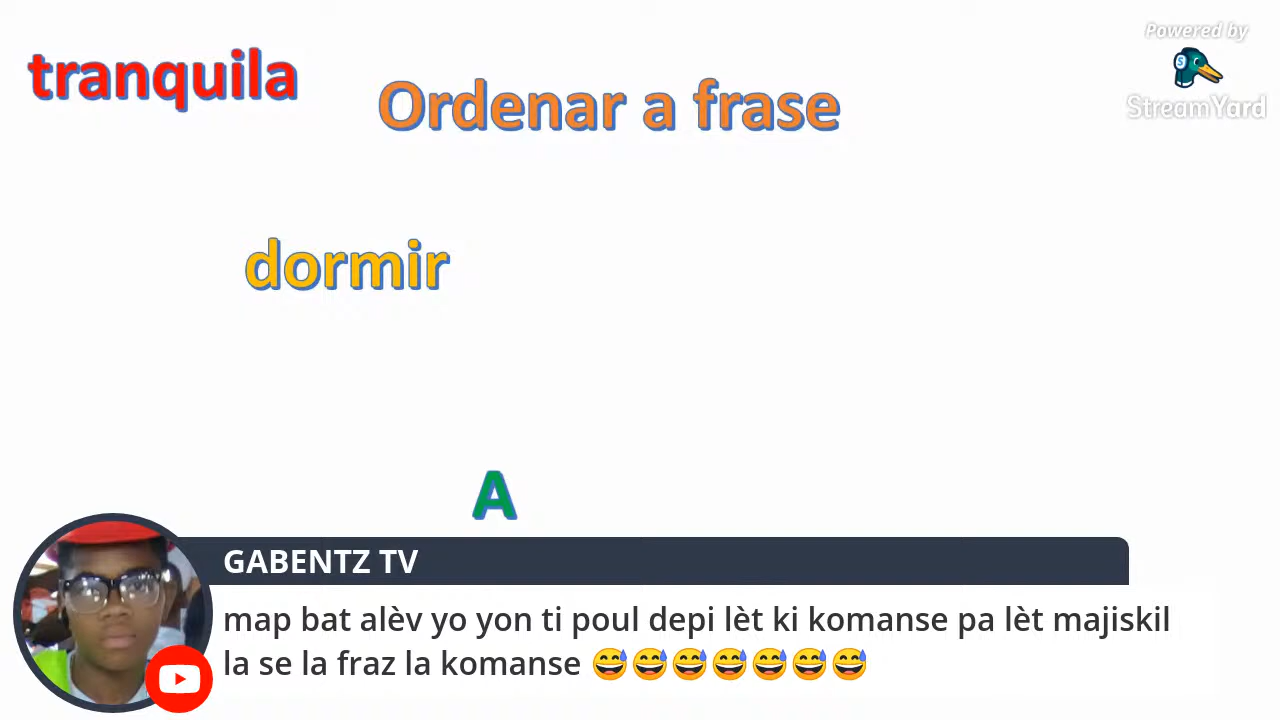 Powered by
StreamYard
tranquila
Ordenar a frase
dormir
A
GABENTZ TV
map bat alèv yo yon ti poul depi lèt ki komanse pa lèt majiskil
la se la fraz la komanse 😅😅😅😅😅😅😅